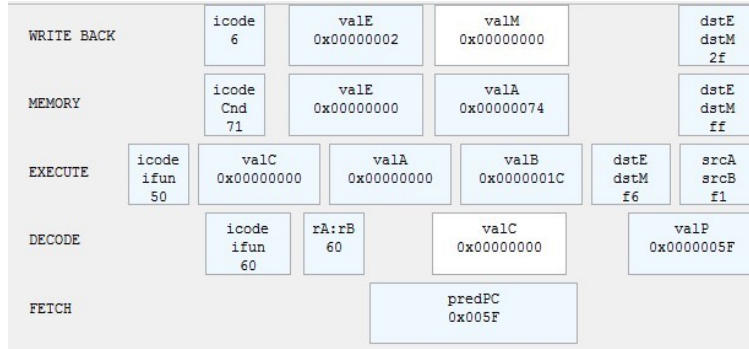 WRITE BACK
icode
6
valE
0x00000002
valM
0x00000000
dstE
dstM
2f
MEMORY
icode
Cnd
71
valE
0x00000000
valA
0x00000074
dstE
dstM
ff
EXECUTE
icode
ifun
50
valC
0x00000000
valA
0x00000000
valB
0x0000001C
dstE
dstM
f6
srcA
srcB
f1
DECODE
icode
ifun
60
rA:rB
60
valC
0x00000000
valP
0x0000005F
FETCH
predPC
0x005F